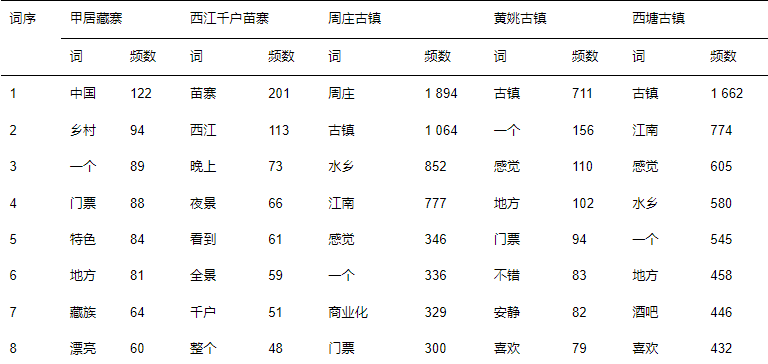 词序 甲居藏寨 西江千户苗寨 周庄古镇 黄姚古镇 西塘古镇
词 频数 词 频数 词 频数 词 频数 词 频数
1 中国 122 苗寨 201 周庄 1 894 古镇 711 古镇 1 662
2 乡村 94 西江 113 古镇 1 064 一个 156 江南 774
3 一个 89 晚上 73 水乡 852 感觉 110 感觉 605
4 门票 88 夜景 66 江南 777 地方 102 水乡 580
5 特色 84 看到 61 感觉 346 门票 94 一个 545
6 地方 81 全景 59 一个 336 不错 83 地方 458
7 藏族 64 千户 51 商业化 329 安静 82 酒吧 446
8 漂亮 60 整个 48 门票 300 喜欢 79 喜欢 432